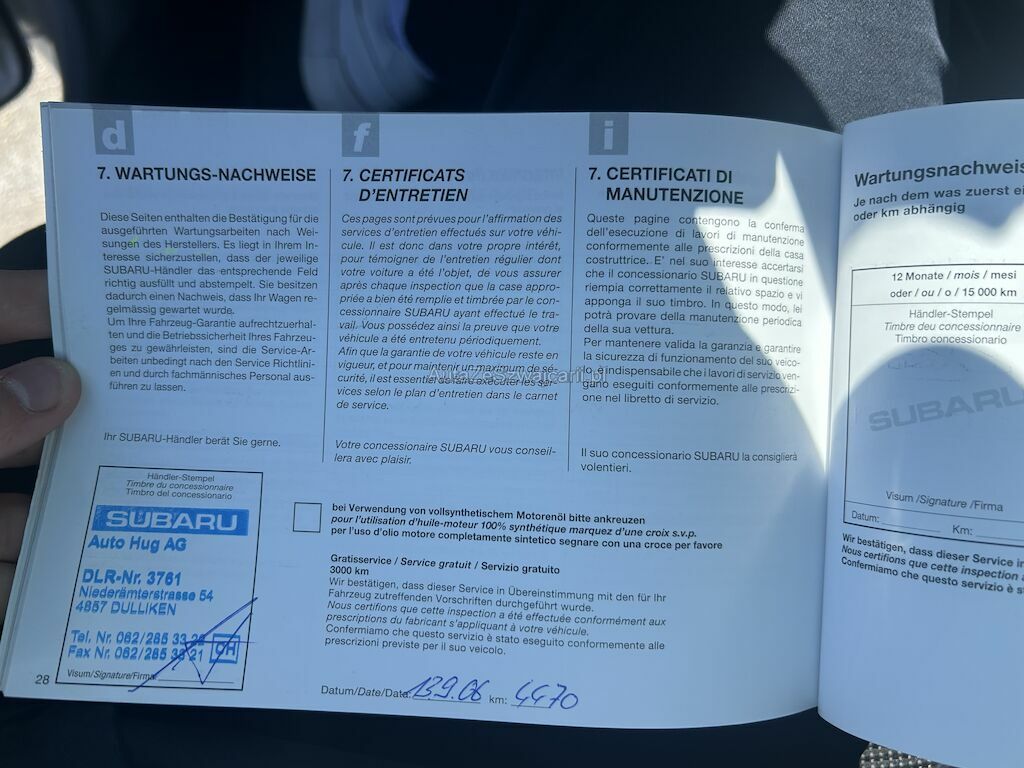 d
7. WARTUNGS-NACHWEISE
Diese Seiten enthalten die Bestätigung für die
ausgeführten Wartungsarbeiten nach Wei-
sungen des Herstellers. Es liegt in Ihrem In-
teresse sicherzustellen, dass der jeweilige
SUBARU-Händler das entsprechende Feld
richtig ausfüllt und abstempelt. Sie besitzen
dadurch einen Nachweis, dass Ihr Wagen re-
gelmässig gewartet wurde.
Um Ihre Fahrzeug-Garantie aufrechtzuerhal-
ten und die Betriebssicherheit Ihres Fahrzeu-
ges zu gewährleisten, sind die Service-Ar-
beiten unbedingt nach den Service Richtlini-
en und durch fachmännisches Personal aus-
führen zu lassen.
Ihr SUBARU-Händler berät Sie gerne.
f
7. CERTIFICATS
D'ENTRETIEN
Ces pages sont prévues pour l'affirmation des
services d'entretien effectués sur votre véhi-
cule. Il est donc dans votre propre intérêt,
pour témoigner de l'entretien régulier dont
votre voiture a été l'objet, de vous assurer
après chaque inspection que la case appro-
priée a bien été remplie et timbrée par le con-
cessionnaire SUBARU ayant effectué le tra-
vail. Vous possédez ainsi la preuve que votre
véhicule a été entretenu périodiquement.
Afin que la garantie de votre véhicule reste en
vigueur, et pour maintenir un maximum de sé-
curité, il est essentiel de faire exécuter les ser-
vices selon le plan d'entretien dans le carnet
de service.
Votre concessionaire SUBARU vous conseil-
lera avec plaisir.
i
7. CERTIFICATI DI
MANUTENZIONE
Queste pagine contengono la conferma
dell'esecuzione di lavori di manutenzione
conformemente alle prescrizioni della casa
costruttrice. E' nel suo interesse accertarsi
che il concessionario SUBARU in questione
riempia correttamente il relativo spazio e vi
apponga il suo timbro. In questo modo, lei
potrà provare della manutenzione periodica
della sua vettura.
Per mantenere valida la garanzia e garantire
la sicurezza di funzionamento del suo veico-
lo, è indispensabile che i lavori di servizio ven-
gano eseguiti conformemente alle prescrizi-
one nel libretto di servizio.
Il suo concessionario SUBARU la consiglierà
volentieri.
AutazeSzwajcarii.pl
Händler-Stempel
Timbre du concessionnaire
Timbro del concessionario
SUBARU
Auto Hug AG
DLR-Nr. 3761
Niederämterstrasse 54
4657 DULLIKEN
Tel. Nr. 062/285 33 22
Fax Nr. 062/285 33 21
CH
Visum/Signature/Firma
28
bei Verwendung von vollsynthetischem Motorenöl bitte ankreuzen
pour l'utilisation d'huile-moteur 100% synthétique marquez d'une croix s.v.p.
per l'uso d'olio motore completamente sintetico segnare con una croce per favore
Gratisservice / Service gratuit / Servizio gratuito
3000 km
Wir bestätigen, dass dieser Service in Übereinstimmung mit den für Ihr
Fahrzeug zutreffenden Vorschriften durchgeführt wurde.
Nous certifions que cette inspection a été effectuée conformément aux
prescriptions du fabricant s'appliquant à votre véhicule.
Confermiamo che questo servizio è stato eseguito conformemente alle
prescrizioni previste per il suo veicolo.
Datum/Date/Data: 13.9.06 km: 4470
Wartungsnachweis
Je nach dem was zuerst
oder km abhängig
12 Monate / mois / mesi
oder / ou / o / 15 000 km
Händler-Stempel
Timbre deu concessionnaire
Timbro concessionario
SUBARU
Visum /Signature /Firma
Datum: Km:
Wir bestätigen, dass dieser Service
Nous certifions que cette inspection
Confermiamo che questo servizio è